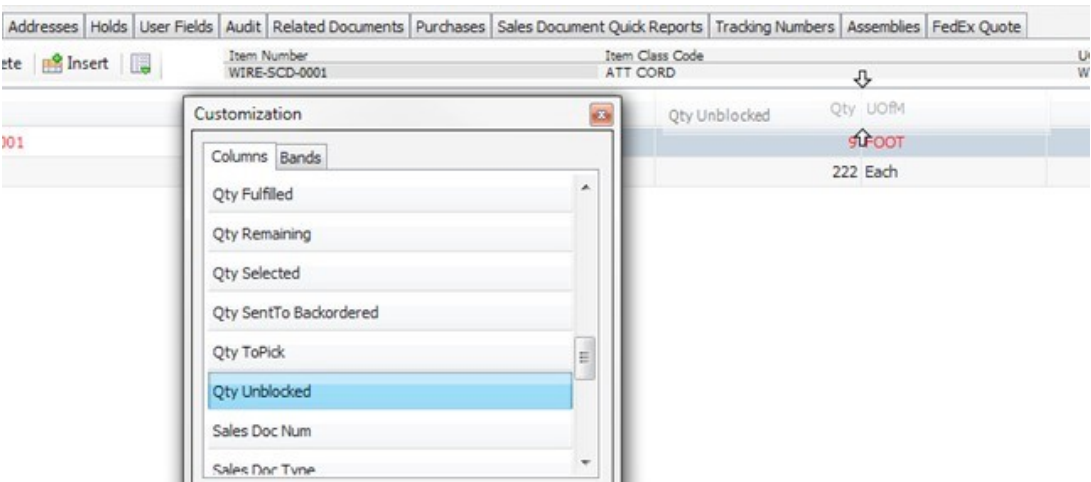 Addresses Holds User Fields Audit Related Documents Purchases Sales Document Quick Reports Tracking Numbers Assemblies FedEx Quote
ete Insert
Item Number Item Class Code
WIRE-SCD-0001 ATT CORD
Customization
Qty Unblocked Qty UOfM
001 9 FOOT
222 Each
Columns Bands
Qty Fulfilled
Qty Remaining
Qty Selected
Qty SentTo Backordered
Qty ToPick
Qty Unblocked
Sales Doc Num
Sales Doc Type